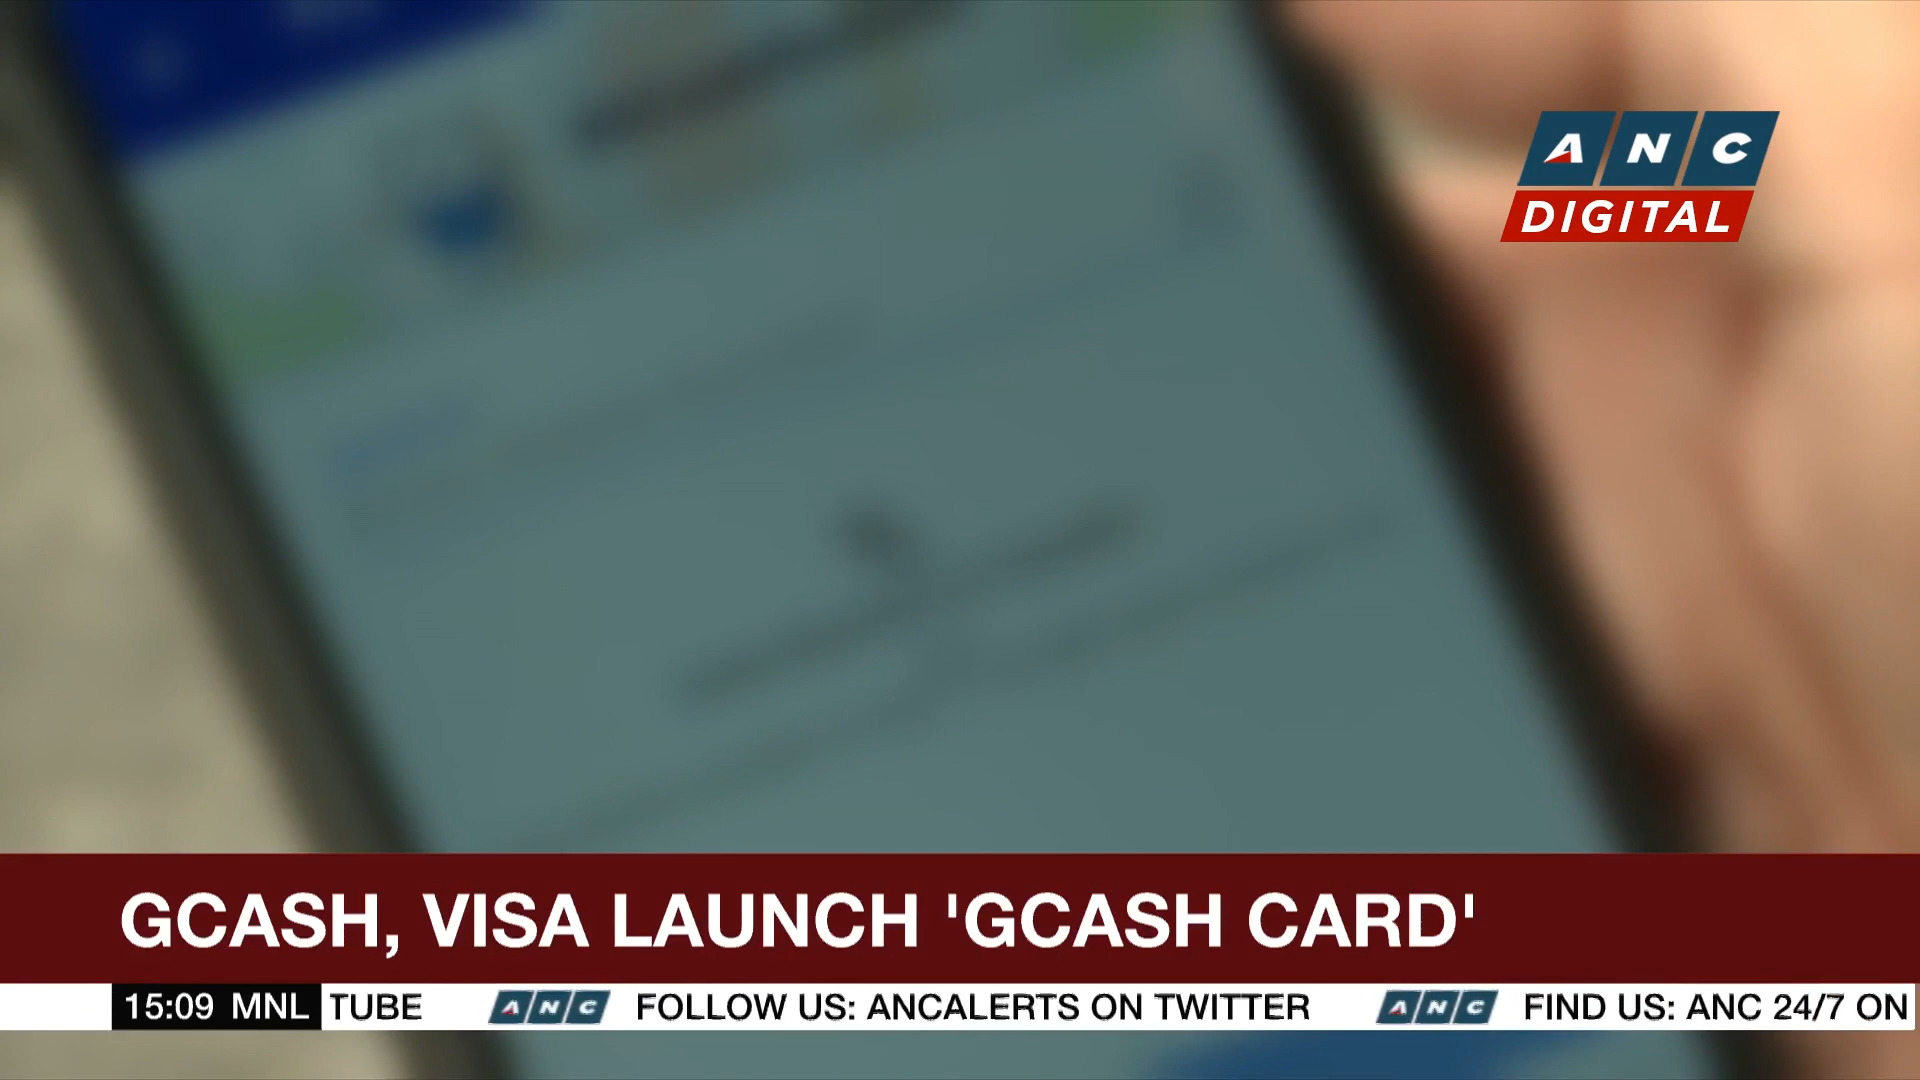 ANC
DIGITAL
GCASH, VISA LAUNCH 'GCASH CARD'
15:09 MNL TUBE ANC FOLLOW US: ANCALERTS ON TWITTER ANC FIND US: ANC 24/7 ON